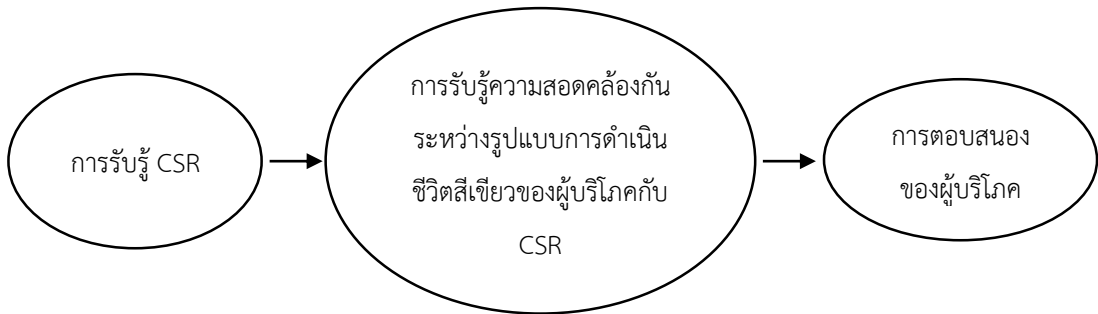 การรับรู้ CSR
การรับรู้ความสอดคล้องกัน
ระหว่างรูปแบบการดำเนิน
ชีวิตสีเขียวของผู้บริโภคกับ
CSR
การตอบสนอง
ของผู้บริโภค